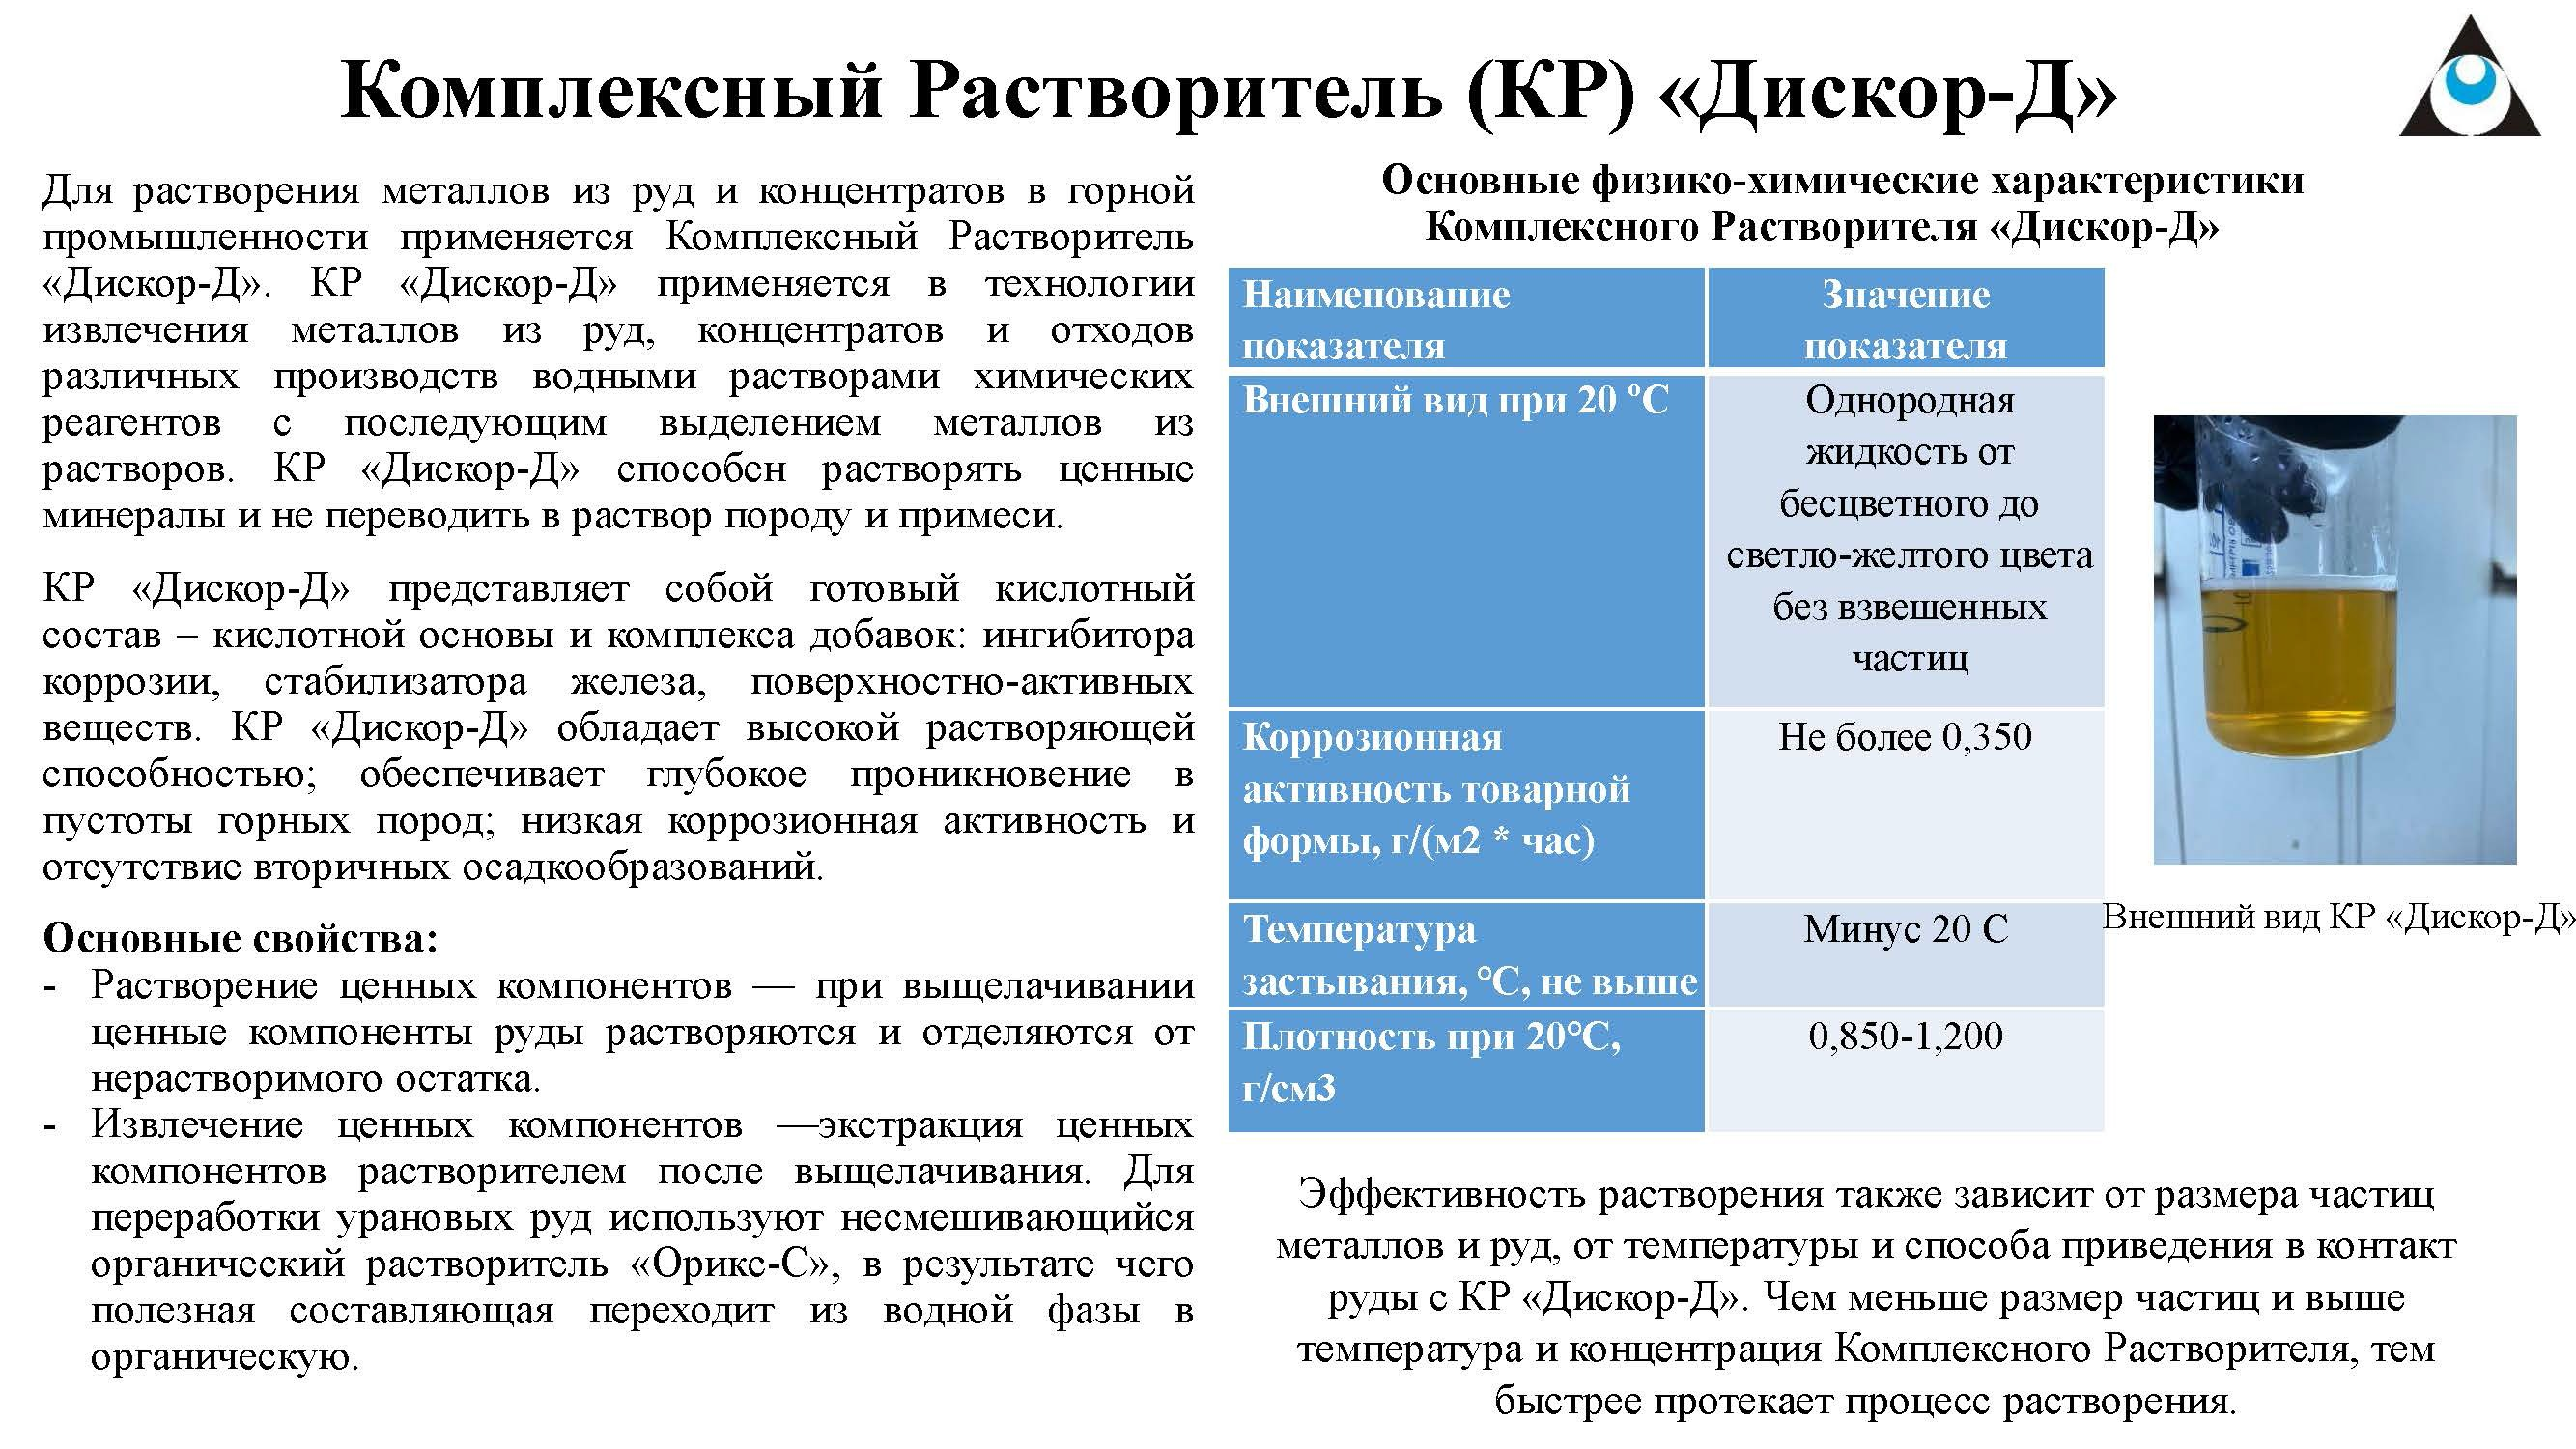 Комплексный Растворитель (КР) «Дискор-Д»
Для растворения металлов из руд и концентратов в горной
промышленности применяется Комплексный Растворитель
«Дискор-Д». КР «Дискор-Д» применяется в технологии
извлечения металлов из руд, концентратов и отходов
различных производств водными растворами химических
реагентов с последующим выделением металлов из
растворов. КР «Дискор-Д» способен растворять ценные
минералы и не переводить в раствор породу и примеси.
КР «Дискор-Д» представляет собой готовый кислотный
состав – кислотной основы и комплекса добавок: ингибитора
коррозии, стабилизатора железа, поверхностно-активных
веществ. КР «Дискор-Д» обладает высокой растворяющей
способностью; обеспечивает глубокое проникновение в
пустоты горных пород; низкая коррозионная активность и
отсутствие вторичных осадкообразований.
Основные свойства:
- Растворение ценных компонентов — при выщелачивании
ценные компоненты руды растворяются и отделяются от
нерастворимого остатка.
- Извлечение ценных компонентов —экстракция ценных
компонентов растворителем после выщелачивания. Для
переработки урановых руд используют несмешивающийся
органический растворитель «Орикс-С», в результате чего
полезная составляющая переходит из водной фазы в
органическую.
Основные физико-химические характеристики
Комплексного Растворителя «Дискор-Д»
Наименование
показателя
Значение
показателя
Внешний вид при 20 ºС
Однородная
жидкость от
бесцветного до
светло-желтого цвета
без взвешенных
частиц
Коррозионная
активность товарной
формы, г/(м2 * час)
Не более 0,350
Температура
застывания, °С, не выше
Минус 20 С
Плотность при 20°С,
г/см3
0,850-1,200
Внешний вид КР «Дискор-Д»
Эффективность растворения также зависит от размера частиц
металлов и руд, от температуры и способа приведения в контакт
руды с КР «Дискор-Д». Чем меньше размер частиц и выше
температура и концентрация Комплексного Растворителя, тем
быстрее протекает процесс растворения.